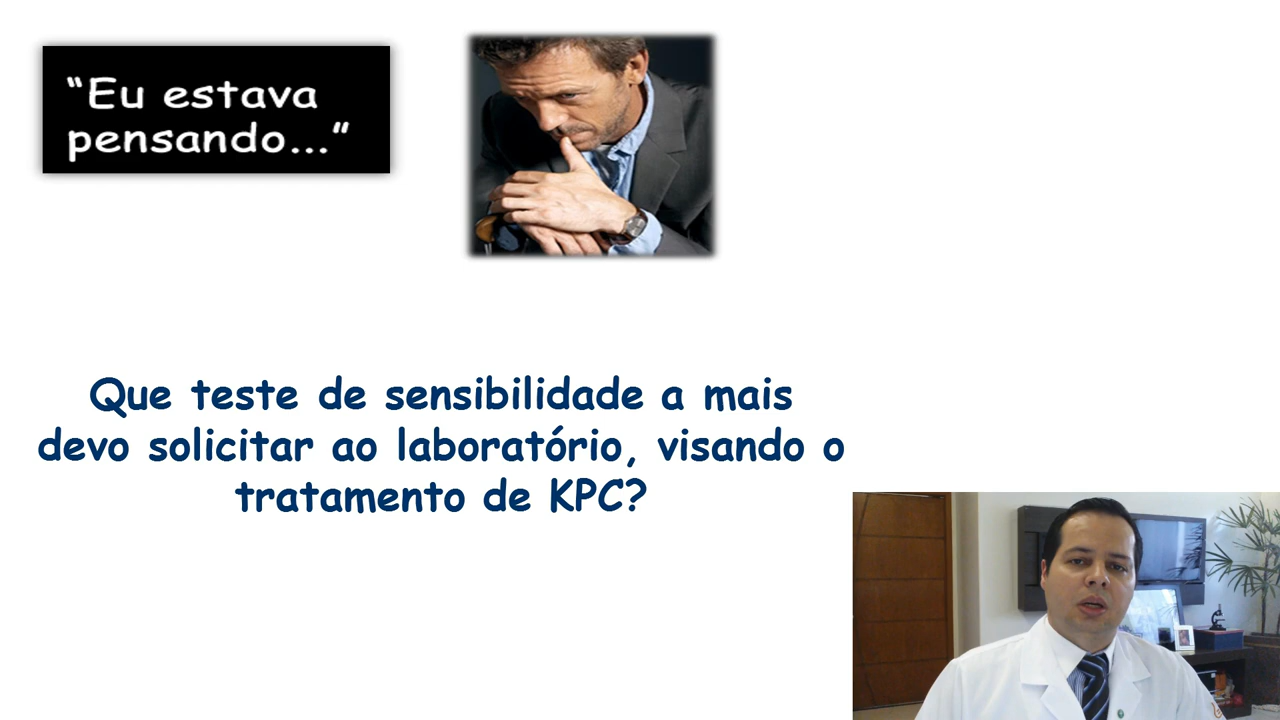 “Eu estava
pensando...”
Que teste de sensibilidade a mais
devo solicitar ao laboratório, visando o
tratamento de KPC?